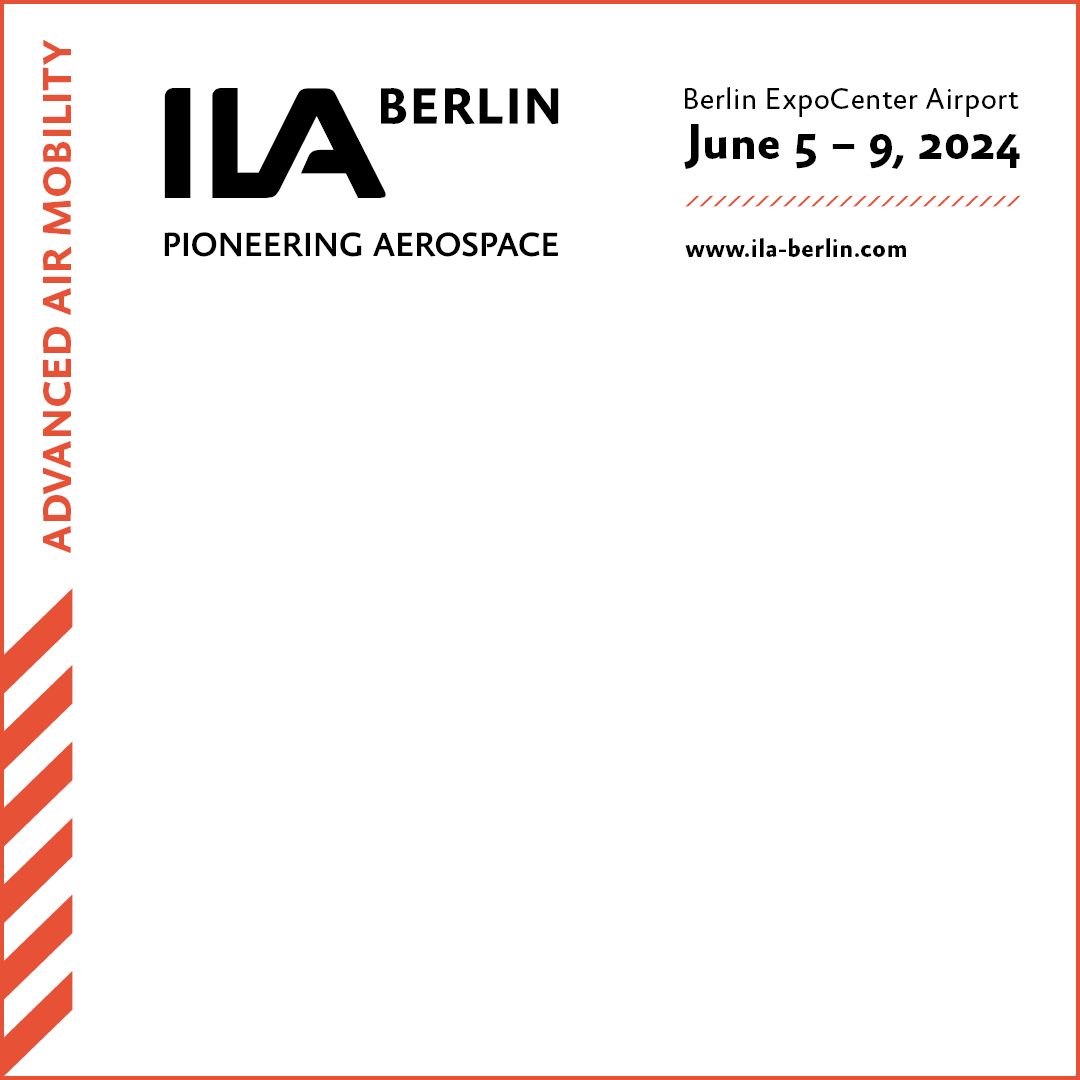 ADVANCED AIR MOBILITY
ILA BERLIN
PIONEERING AEROSPACE
Berlin ExpoCenter Airport
June 5 – 9, 2024
www.ila-berlin.com